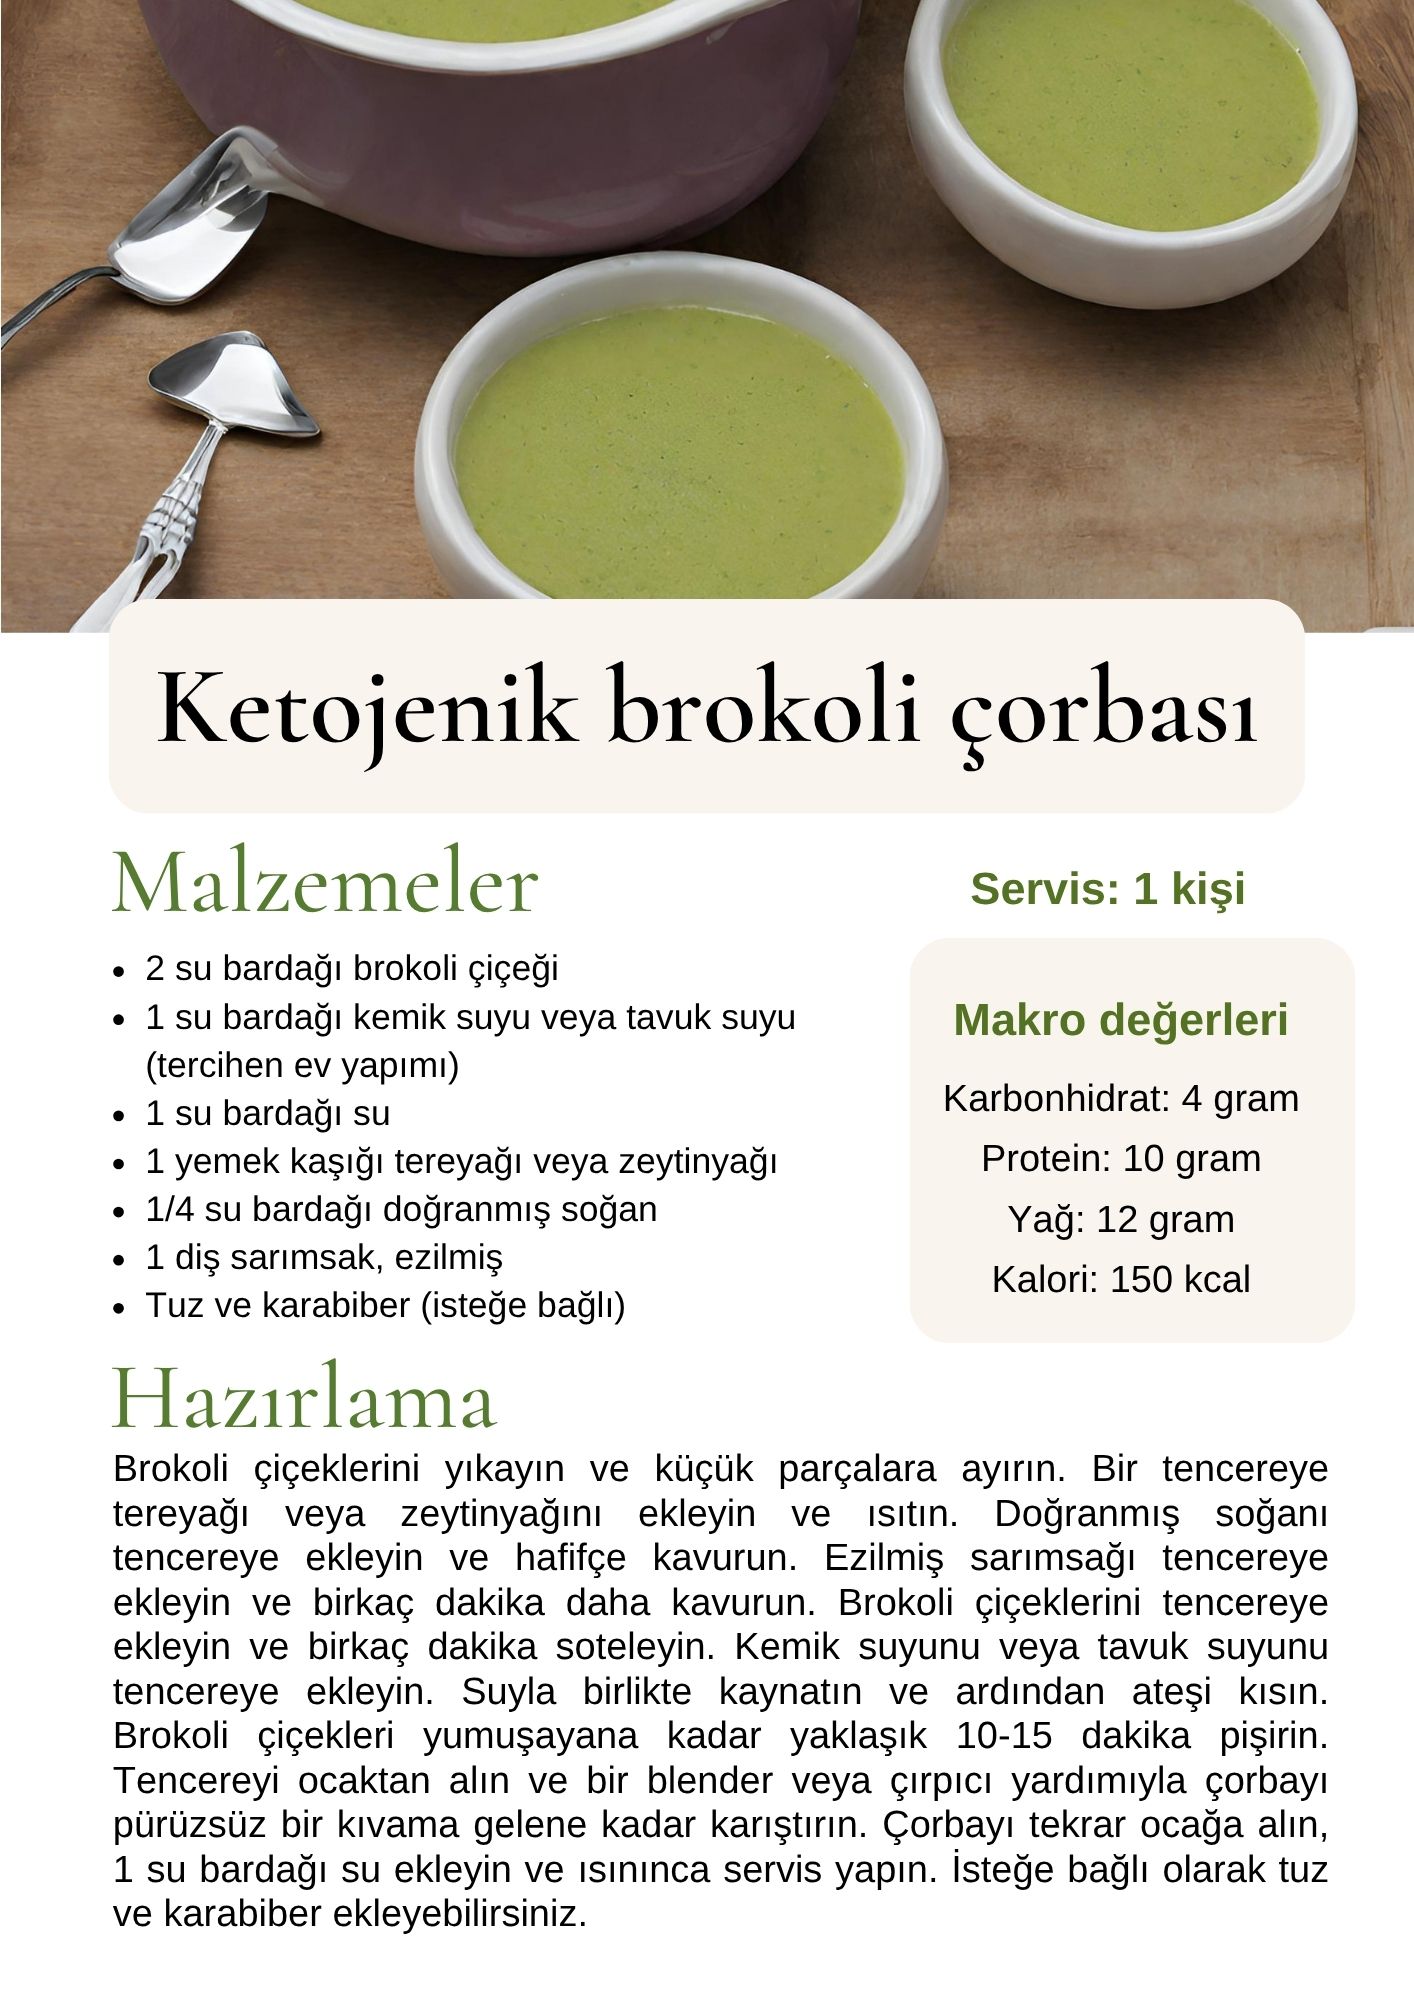 Ketojenik brokoli çorbası
Malzemeler
2 su bardağı brokoli çiçeği
1 su bardağı kemik suyu veya tavuk suyu
(tercihen ev yapımı)
1 su bardağı su
1 yemek kaşığı tereyağı veya zeytinyağı
1/4 su bardağı doğranmış soğan
1 diş sarımsak, ezilmiş
Tuz ve karabiber (isteğe bağlı)
Servis: 1 kişi
Makro değerleri
Karbonhidrat: 4 gram
Protein: 10 gram
Yağ: 12 gram
Kalori: 150 kcal
Hazırlama
Brokoli çiçeklerini yıkayın ve küçük parçalara ayırın. Bir tencereye
tereyağı veya zeytinyağını ekleyin ve ısıtın. Doğranmış soğanı
tencereye ekleyin ve hafifçe kavurun. Ezilmiş sarımsağı tencereye
ekleyin ve birkaç dakika daha kavurun. Brokoli çiçeklerini tencereye
ekleyin ve birkaç dakika soteleyin. Kemik suyunu veya tavuk suyunu
tencereye ekleyin. Suyla birlikte kaynatın ve ardından ateşi kısın.
Brokoli çiçekleri yumuşayana kadar yaklaşık 10-15 dakika pişirin.
Tencereyi ocaktan alın ve bir blender veya çırpıcı yardımıyla çorbayı
pürüzsüz bir kıvama gelene kadar karıştırın. Çorbayı tekrar ocağa alın,
1 su bardağı su ekleyin ve ısınınca servis yapın. İsteğe bağlı olarak tuz
ve karabiber ekleyebilirsiniz.